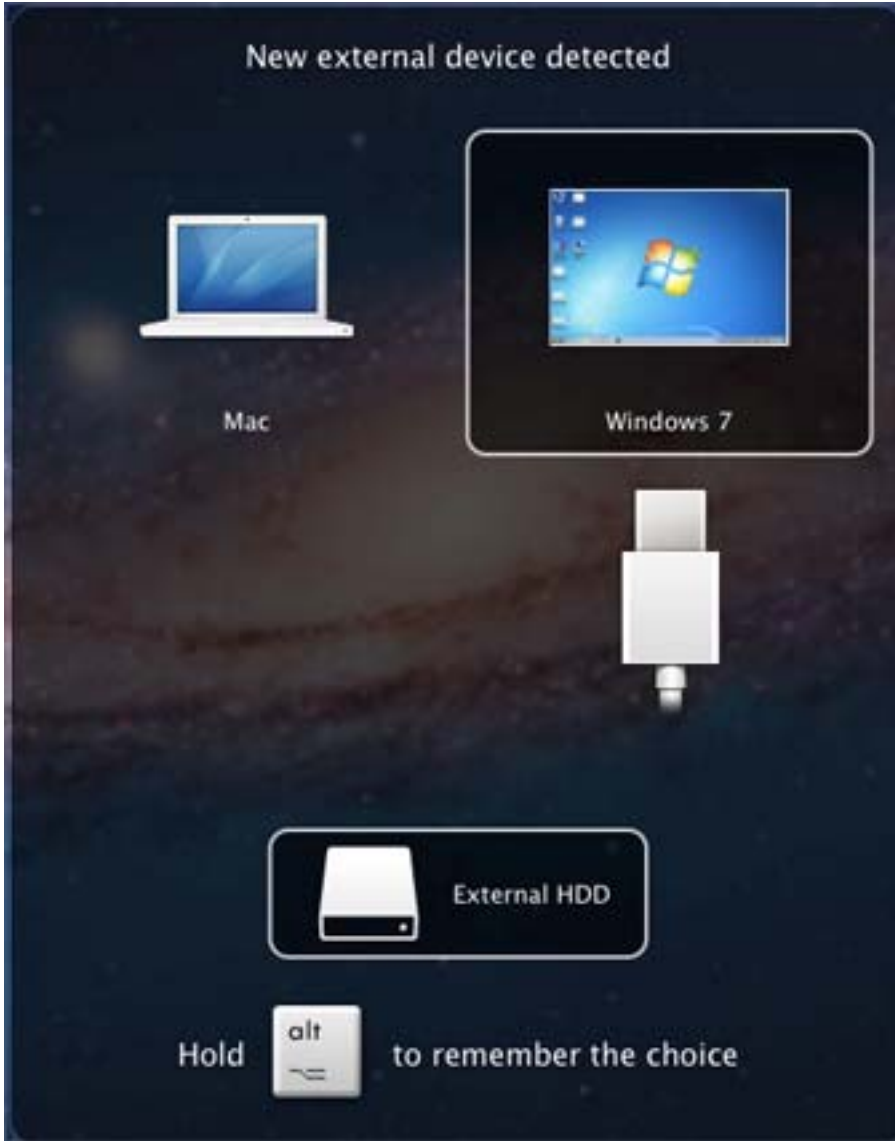 New external device detected
Mac
Windows 7
External HDD
Hold alt to remember the choice